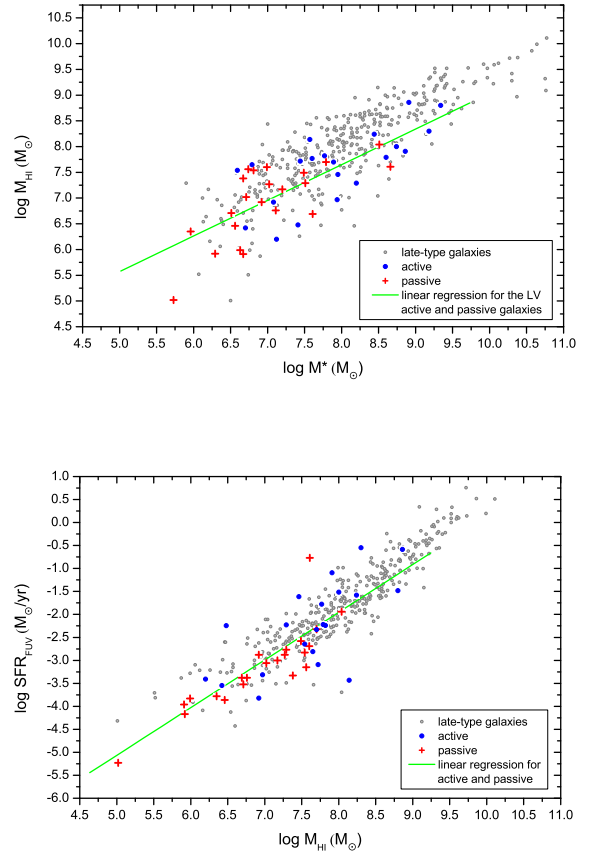 10.5
10.0
9.5
9.0
8.5
8.0
7.5
7.0
6.5
6.0
5.5
5.0
4.5
log M_HI (M_⊙)
late-type galaxies
active
passive
linear regression for the LV
active and passive galaxies
4.5 5.0 5.5 6.0 6.5 7.0 7.5 8.0 8.5 9.0 9.5 10.0 10.5 11.0
log M* (M_⊙)
1.0
0.5
0.0
-0.5
-1.0
-1.5
-2.0
-2.5
-3.0
-3.5
-4.0
-4.5
-5.0
-5.5
-6.0
log SFR_FUV (M_⊙/yr)
late-type galaxies
active
passive
linear regression for
active and passive
4.5 5.0 5.5 6.0 6.5 7.0 7.5 8.0 8.5 9.0 9.5 10.0 10.5 11.0
log M_HI (M_⊙)